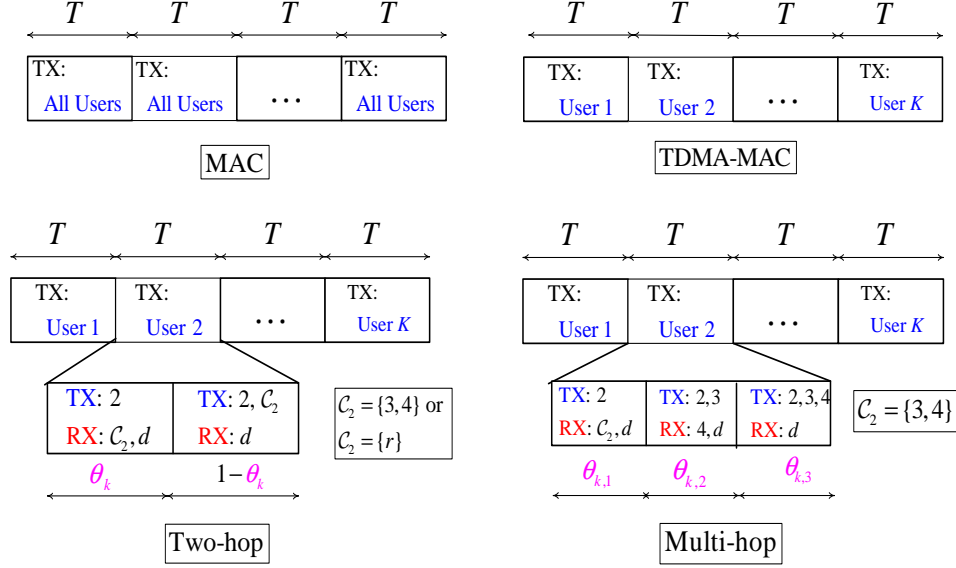 T T T T
TX: TX: TX:
All Users All Users ... All Users
MAC
T T T T
TX: TX: TX:
User 1 User 2 ... User K
TDMA-MAC
T T T T
TX: TX: TX:
User 1 User 2 ... User K
TX: 2 TX: 2, 𝒞₂
RX: 𝒞₂, d RX: d
θₖ 1−θₖ
𝒞₂ = {3,4} or
𝒞₂ = {r}
Two-hop
T T T T
TX: TX: TX:
User 1 User 2 ... User K
TX: 2 TX: 2,3 TX: 2,3,4
RX: 𝒞₂, d RX: 4, d RX: d
θ_{k,1} θ_{k,2} θ_{k,3}
𝒞₂ = {3,4}
Multi-hop